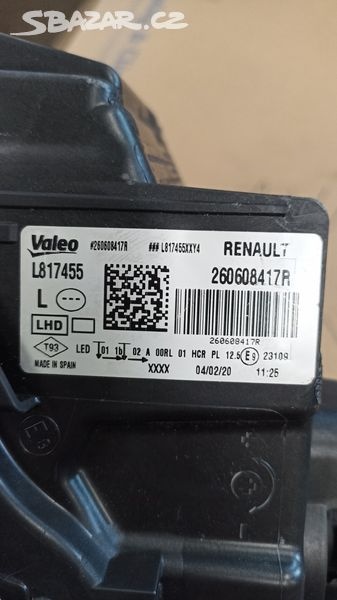 SBAZAR.CZ
Valeo #260608417R ### L817455XXY4 RENAULT
L817455 260608417R
L
LHD 260608417R
T93 LED 01 1b 02 A 00RL 01 HCR PL 12.5 E9 23109
MADE IN SPAIN XXXX 04/02/20 11:25